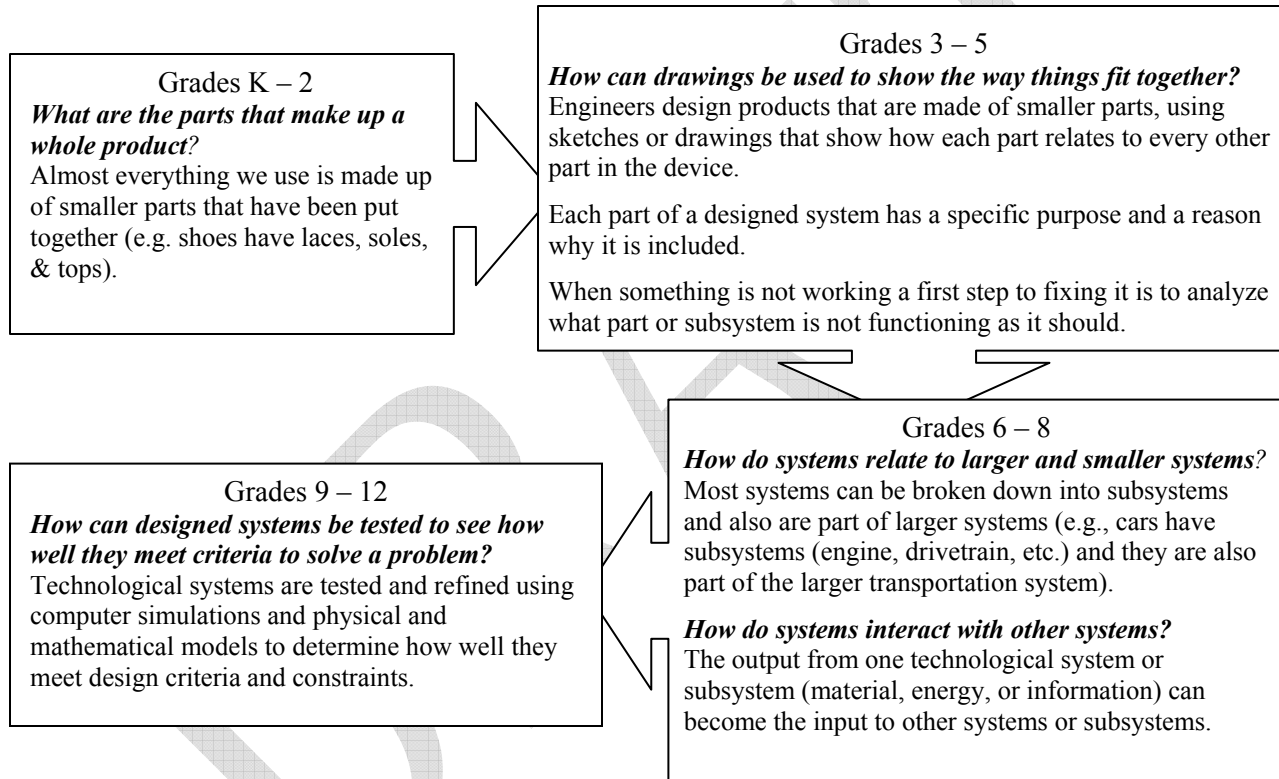 Grades K – 2
What are the parts that make up a
whole product?
Almost everything we use is made up
of smaller parts that have been put
together (e.g. shoes have laces, soles,
& tops).
Grades 3 – 5
How can drawings be used to show the way things fit together?
Engineers design products that are made of smaller parts, using
sketches or drawings that show how each part relates to every other
part in the device.
Each part of a designed system has a specific purpose and a reason
why it is included.
When something is not working a first step to fixing it is to analyze
what part or subsystem is not functioning as it should.
Grades 6 – 8
How do systems relate to larger and smaller systems?
Most systems can be broken down into subsystems
and also are part of larger systems (e.g., cars have
subsystems (engine, drivetrain, etc.) and they are also
part of the larger transportation system).
How do systems interact with other systems?
The output from one technological system or
subsystem (material, energy, or information) can
become the input to other systems or subsystems.
Grades 9 – 12
How can designed systems be tested to see how
well they meet criteria to solve a problem?
Technological systems are tested and refined using
computer simulations and physical and
mathematical models to determine how well they
meet design criteria and constraints.